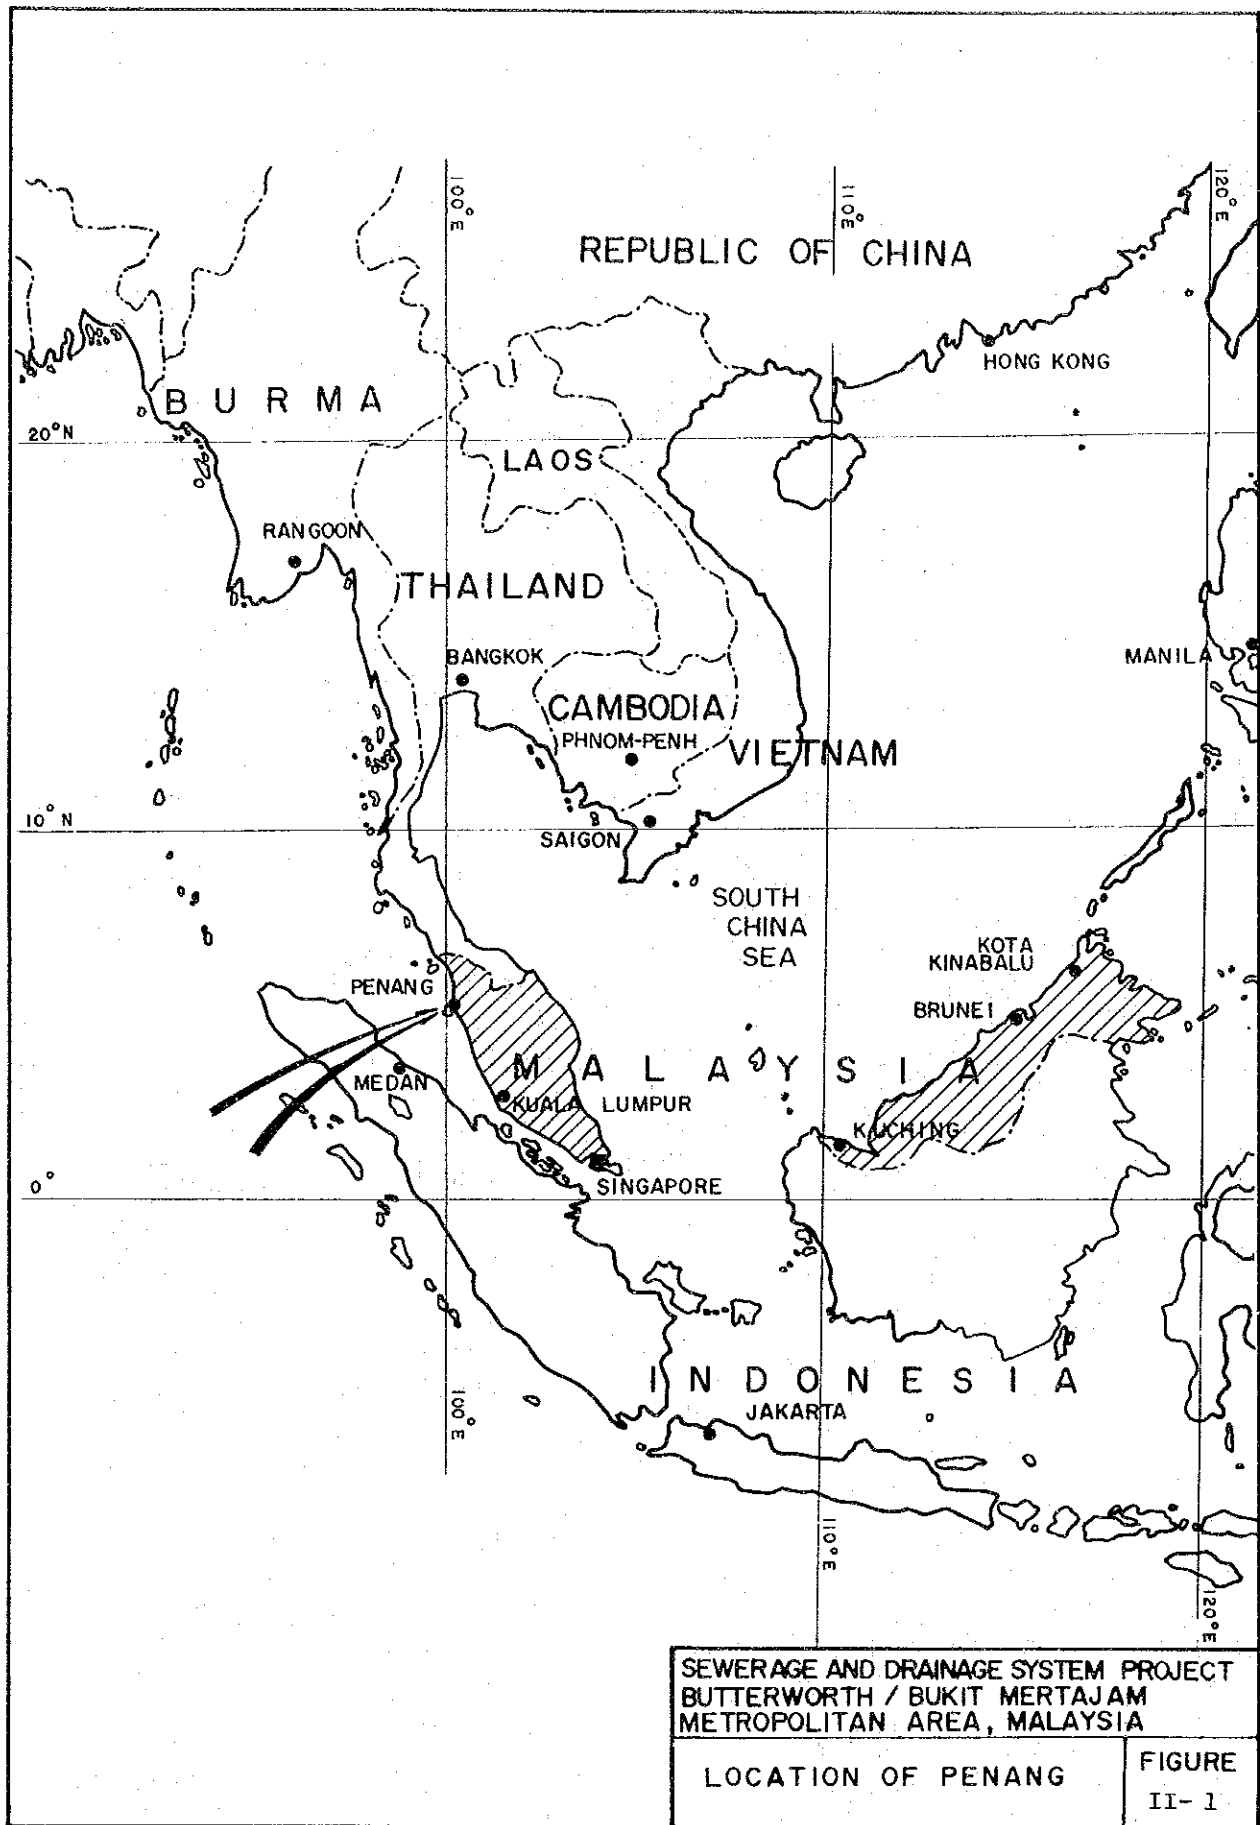 100°E
110°E
120°E
REPUBLIC OF CHINA
HONG KONG
BURMA
20°N
LAOS
RANGOON
THAILAND
BANGKOK
MANILA
CAMBODIA
PHNOM-PENH
VIETNAM
10°N
SAIGON
SOUTH
CHINA
SEA
KOTA
KINABALU
PENANG
BRUNEI
MALAYSIA
MEDAN
KUALA LUMPUR
KUCHING
0°
SINGAPORE
INDONESIA
JAKARTA
100°E
110°E
120°E
SEWERAGE AND DRAINAGE SYSTEM PROJECT
BUTTERWORTH / BUKIT MERTAJAM
METROPOLITAN AREA, MALAYSIA
LOCATION OF PENANG
FIGURE
II-1